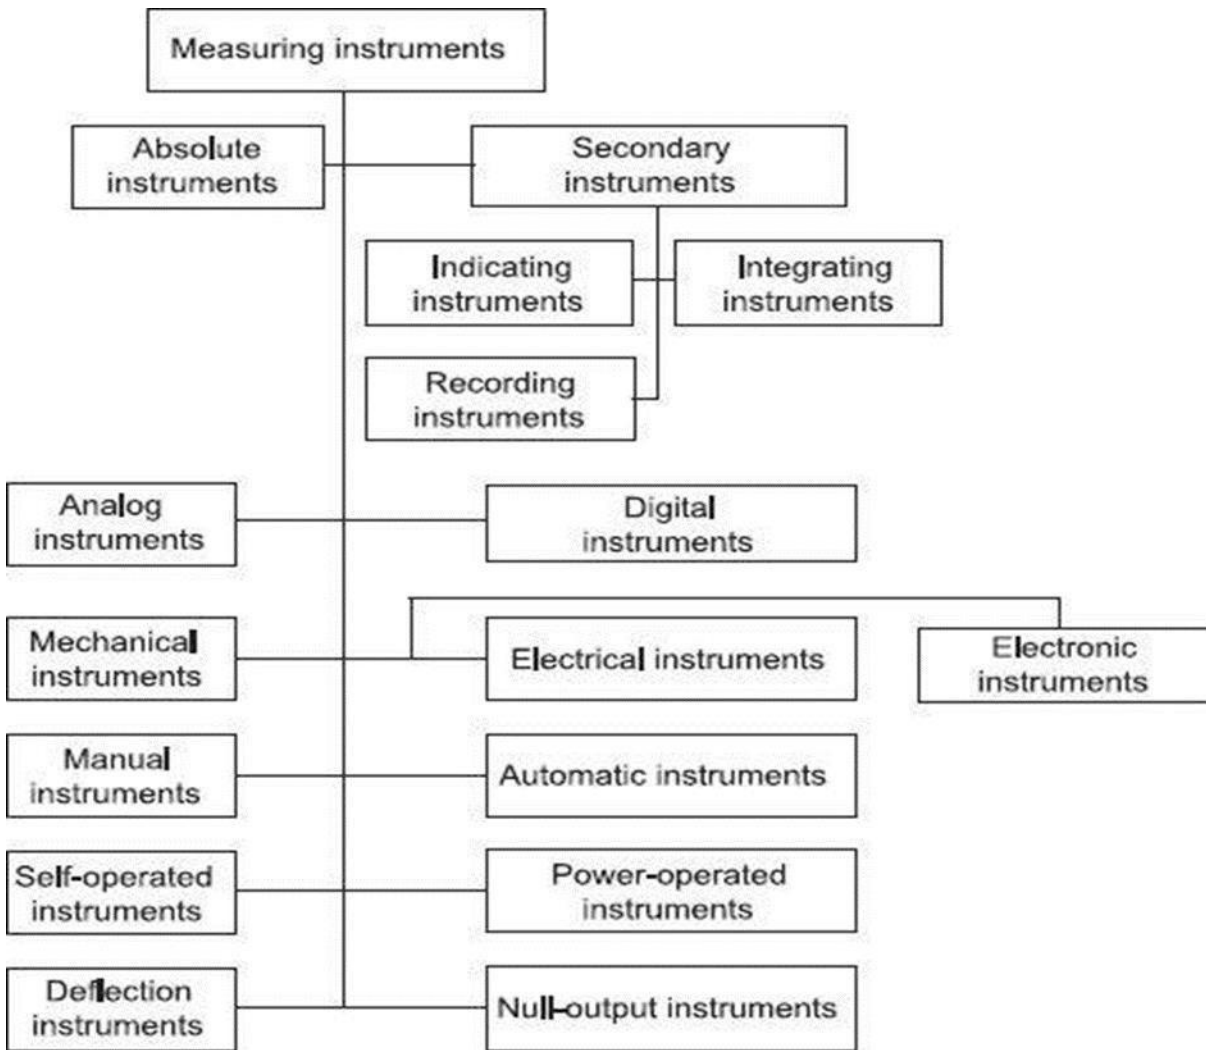 Measuring instruments
Absolute
instruments
Secondary
instruments
Indicating
instruments
Integrating
instruments
Recording
instruments
Analog
instruments
Digital
instruments
Mechanical
instruments
Electrical instruments
Electronic
instruments
Manual
instruments
Automatic instruments
Self-operated
instruments
Power-operated
instruments
Deflection
instruments
Null-output instruments